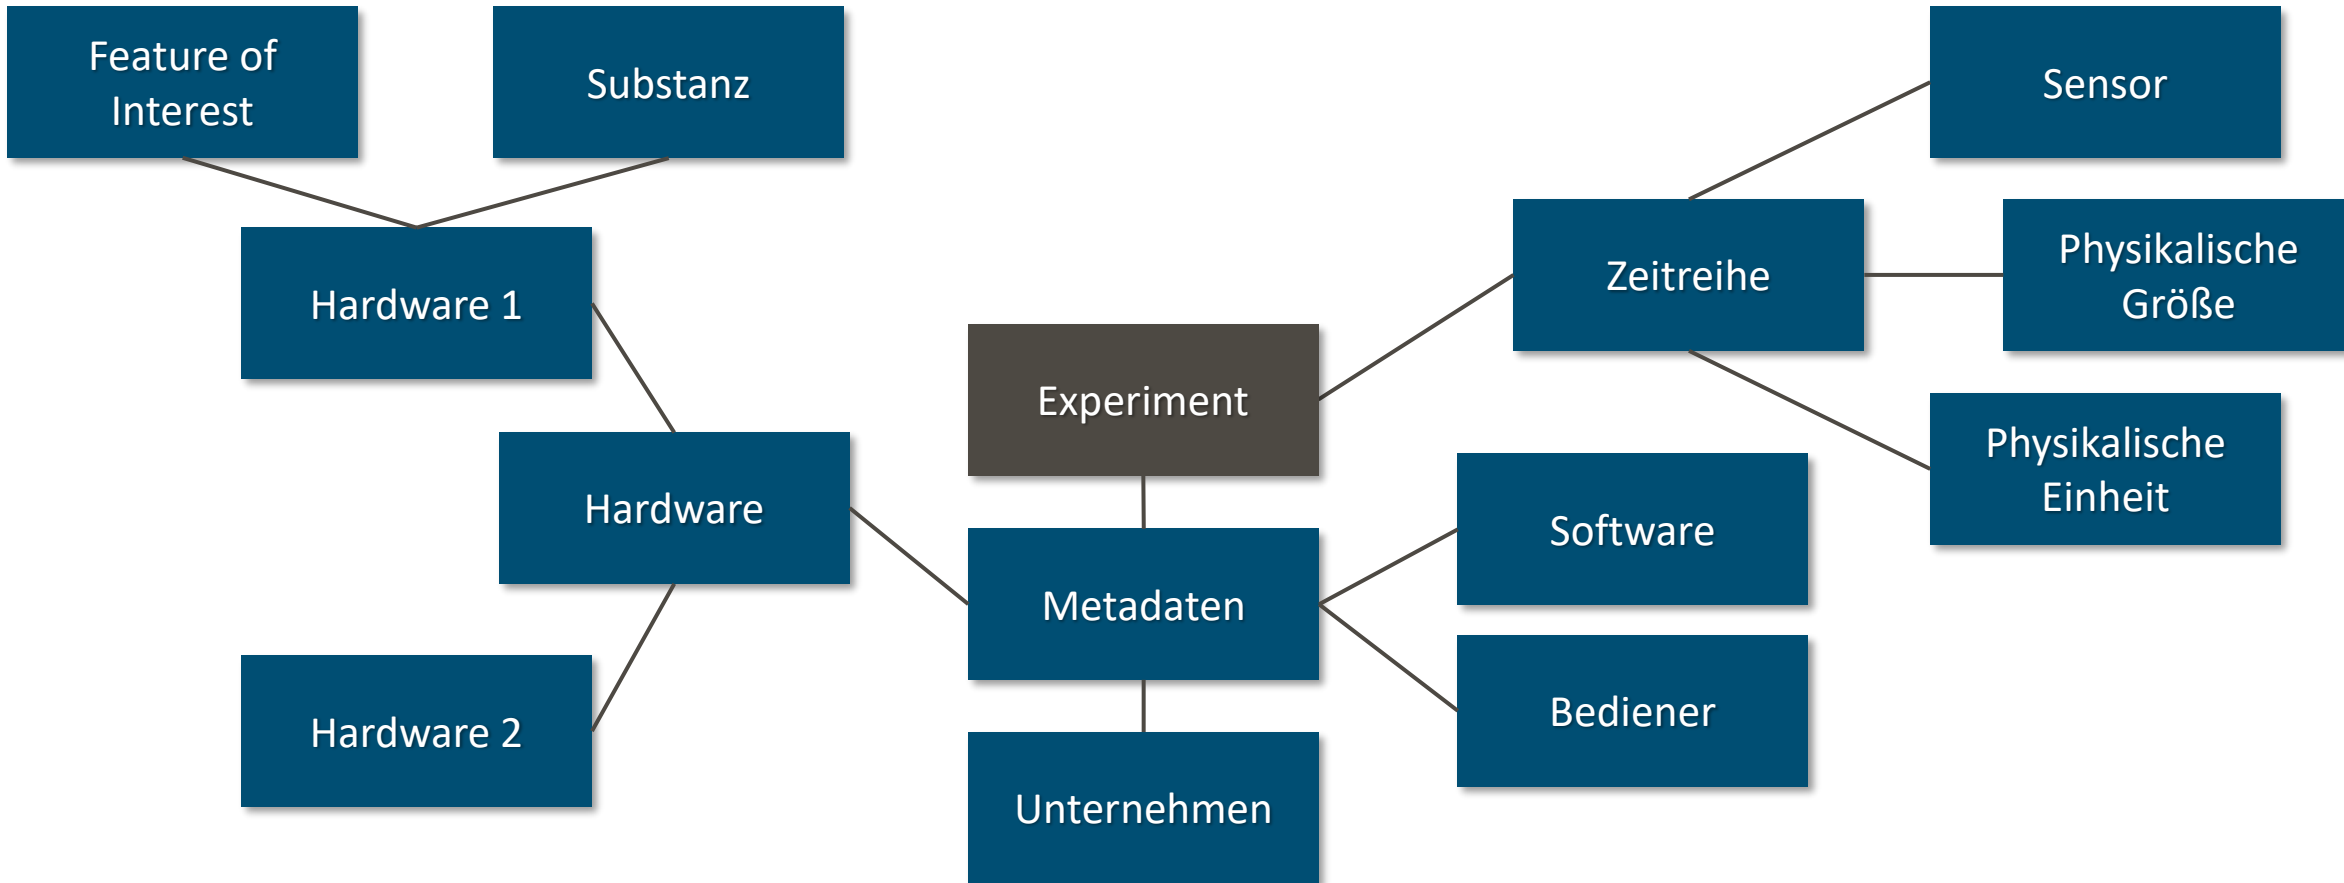 Feature of
Interest
Substanz
Sensor
Hardware 1
Zeitreihe
Physikalische
Größe
Experiment
Hardware
Physikalische
Einheit
Software
Metadaten
Hardware 2
Bediener
Unternehmen